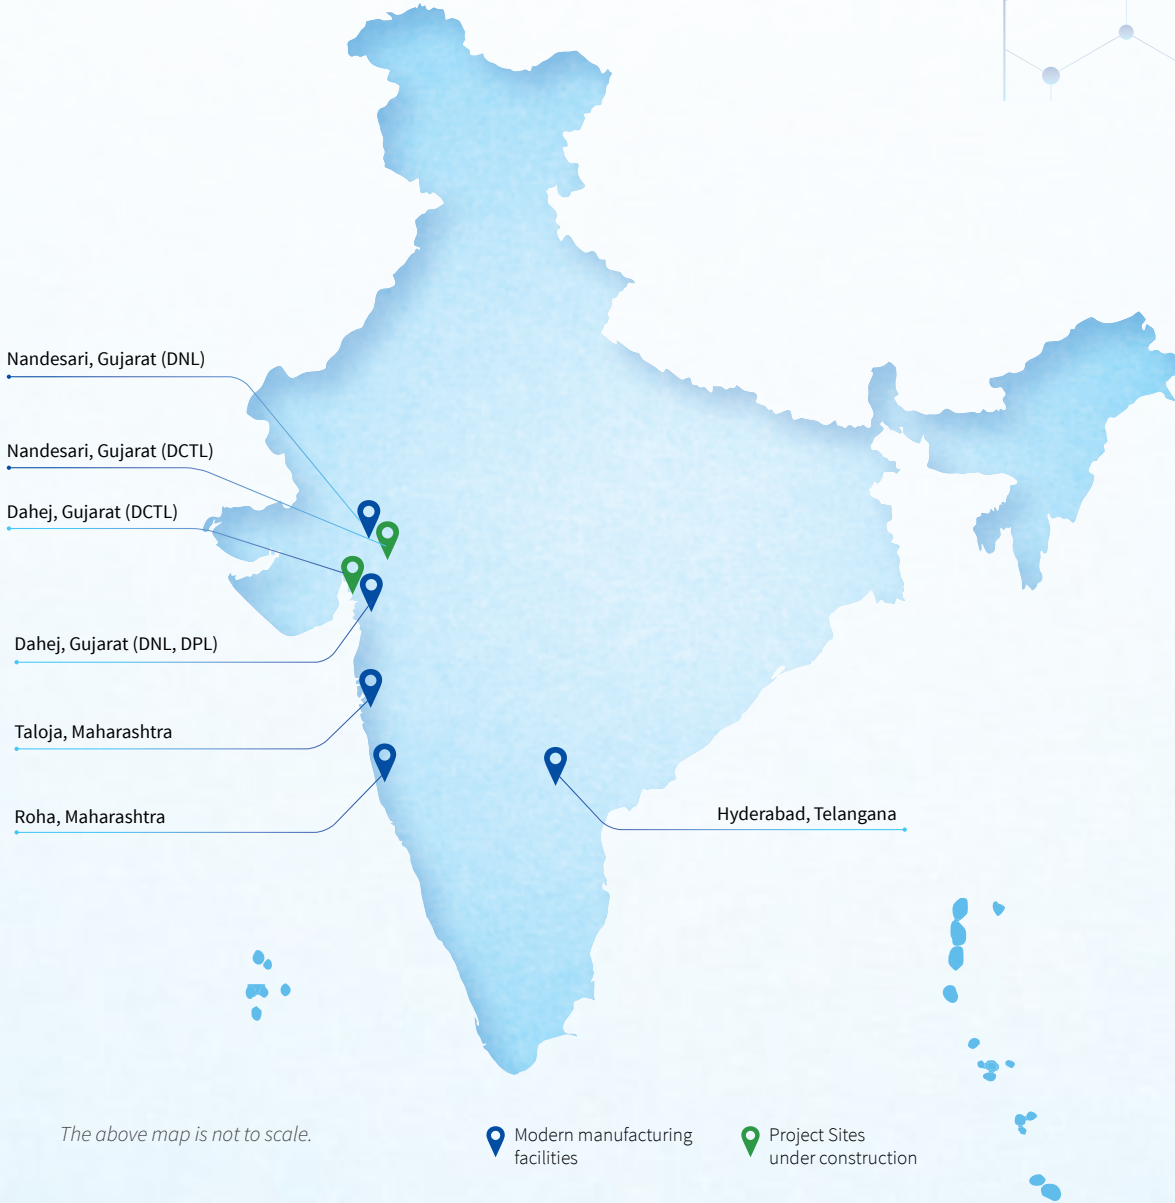 Nandesari, Gujarat (DNL)
Nandesari, Gujarat (DCTL)
Dahej, Gujarat (DCTL)
Dahej, Gujarat (DNL, DPL)
Taloja, Maharashtra
Roha, Maharashtra
Hyderabad, Telangana
The above map is not to scale.
Modern manufacturing
facilities
Project Sites
under construction